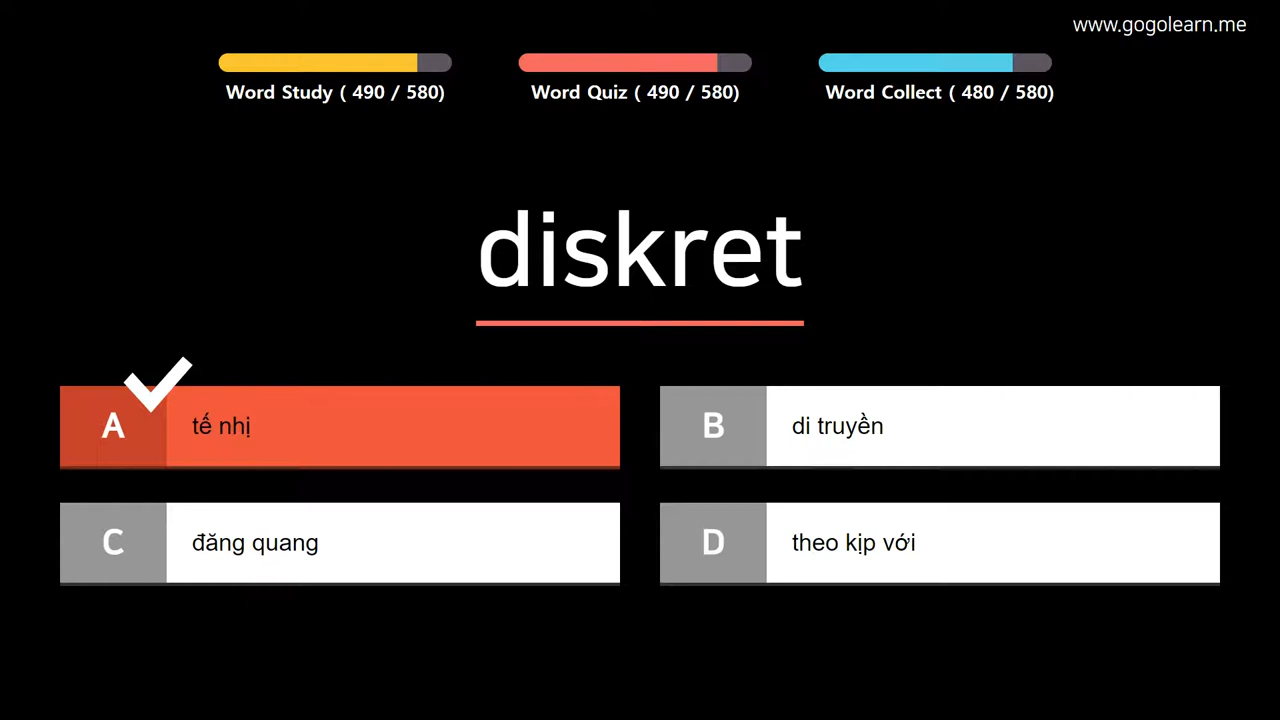 www.gogolearn.me
Word Study ( 490 / 580)
Word Quiz ( 490 / 580)
Word Collect ( 480 / 580)
diskret
A tế nhị
B di truyền
C đăng quang
D theo kịp với